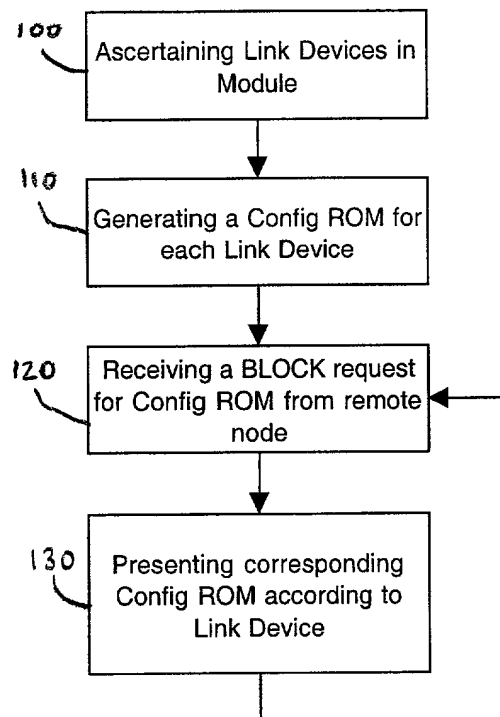 100
Ascertaining Link Devices in
Module
110
Generating a Config ROM for
each Link Device
120
Receiving a BLOCK request
for Config ROM from remote
node
130
Presenting corresponding
Config ROM according to
Link Device